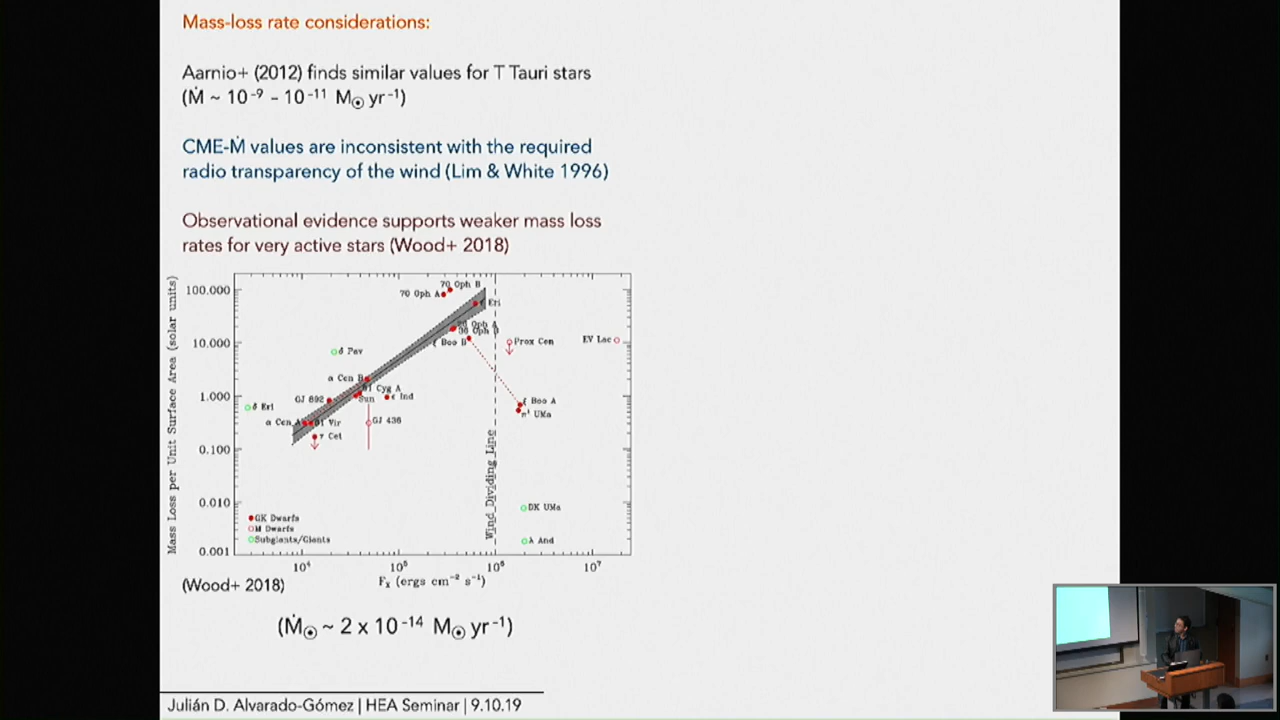 Mass-loss rate considerations:
Aarnio+ (2012) finds similar values for T Tauri stars
(Ṁ ~ 10⁻⁹ – 10⁻¹¹ M☉ yr⁻¹)
CME-Ṁ values are inconsistent with the required
radio transparency of the wind (Lim & White 1996)
Observational evidence supports weaker mass loss
rates for very active stars (Wood+ 2018)
Mass Loss per Unit Surface Area (solar units)
100.000
10.000
1.000
0.100
0.010
0.001
70 Oph B
70 Oph A
Eri
36 Oph B
ξ Boo B
Prox Cen
EV Lac
δ Pav
α Cen B
61 Cyg A
ε Ind
GJ 892
Sun
ξ Boo A
π¹ UMa
δ Eri
α Cen A
61 Vir
GJ 436
τ Cet
Wind Dividing Line
DK UMa
λ And
GK Dwarfs
M Dwarfs
Subgiants/Giants
10⁴
10⁵
10⁶
10⁷
Fₓ (ergs cm⁻² s⁻¹)
(Wood+ 2018)
(Ṁ☉ ~ 2 x 10⁻¹⁴ M☉ yr⁻¹)
Julián D. Alvarado-Gómez | HEA Seminar | 9.10.19